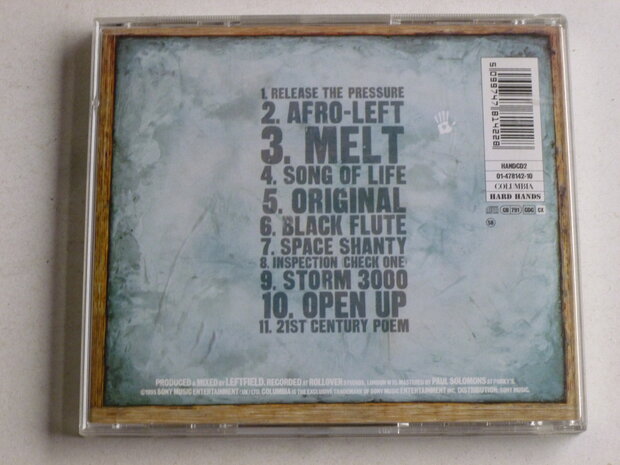 1. RELEASE THE PRESSURE
2. AFRO-LEFT
3. MELT
4. SONG OF LIFE
5. ORIGINAL
6. BLACK FLUTE
7. SPACE SHANTY
8. INSPECTION (CHECK ONE)
9. STORM 3000
10. OPEN UP
11. 21ST CENTURY POEM
5 099747 814228
HANDCD2
01-478142-10
COLUMBIA
HARD HANDS
PRODUCED & MIXED BY LEFTFIELD. RECORDED AT ROLLOVER STUDIOS, LONDON W10. MASTERED BY PAUL SOLOMONS AT PORKY'S.
©1995 SONY MUSIC ENTERTAINMENT (UK) LTD. COLUMBIA IS THE EXCLUSIVE TRADEMARK OF SONY MUSIC ENTERTAINMENT INC. DISTRIBUTION: SONY MUSIC.